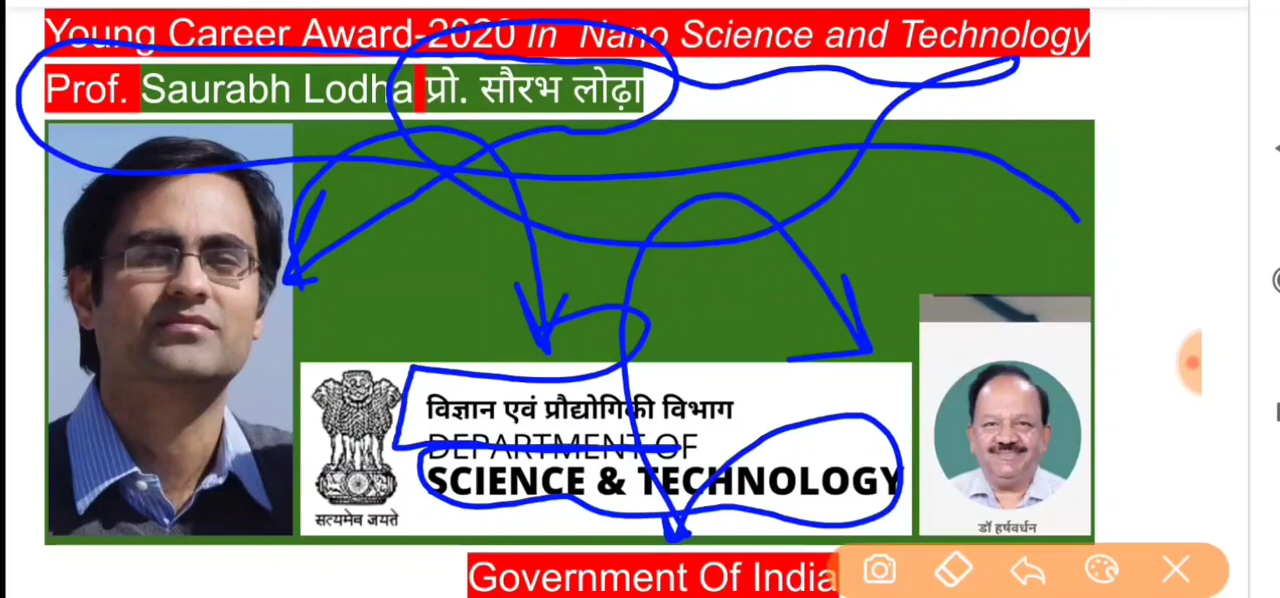 Young Career Award-2020 In Nano Science and Technology
Prof. Saurabh Lodha प्रो. सौरभ लोढ़ा
विज्ञान एवं प्रौद्योगिकी विभाग
DEPARTMENT OF
SCIENCE & TECHNOLOGY
सत्यमेव जयते
डॉ हर्षवर्धन
Government Of India